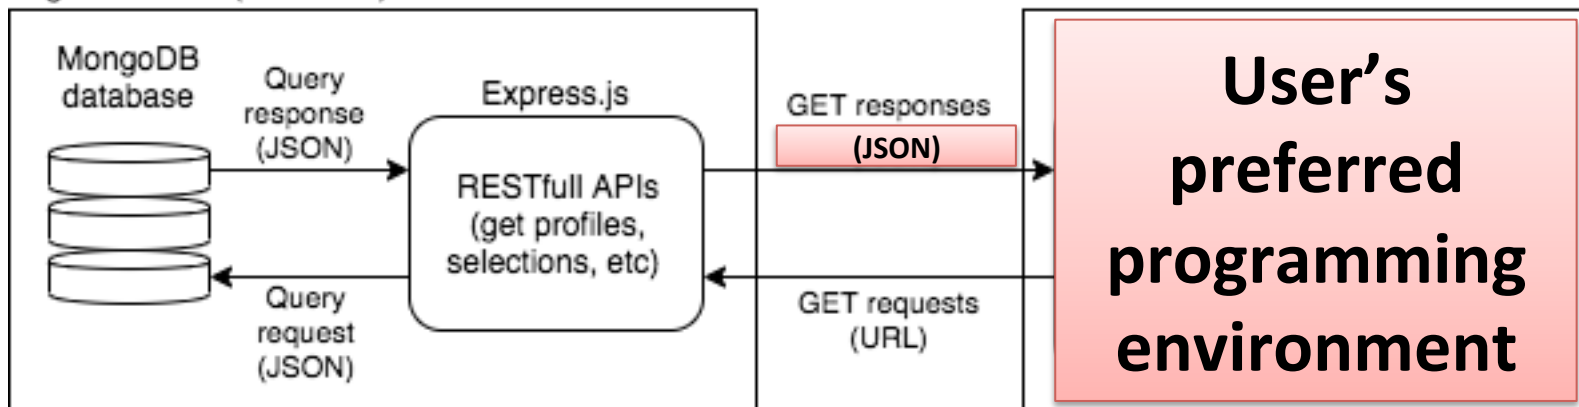 MongoDB
database
Query
response
(JSON)
Express.js
RESTfull APIs
(get profiles,
selections, etc)
Query
request
(JSON)
GET responses
(JSON)
GET requests
(URL)
User’s
preferred
programming
environment